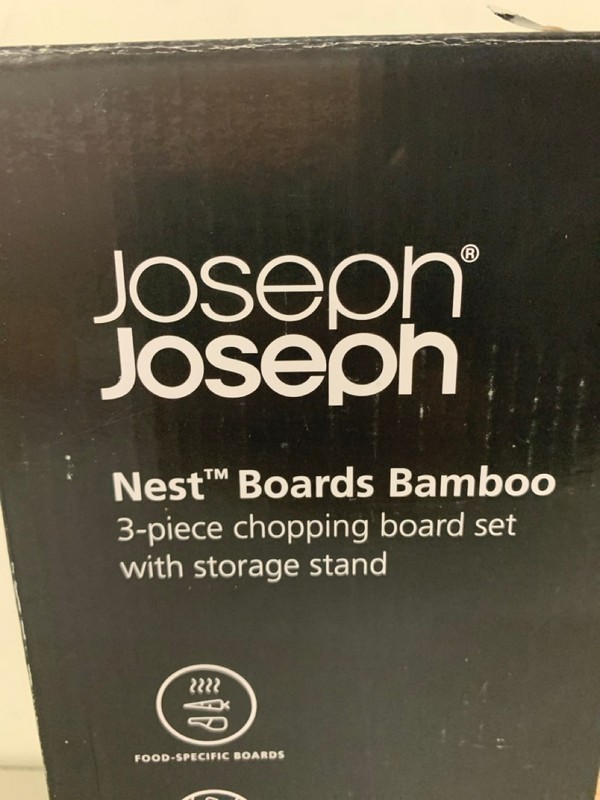 Joseph®
Joseph
Nest™ Boards Bamboo
3-piece chopping board set
with storage stand
FOOD-SPECIFIC BOARDS